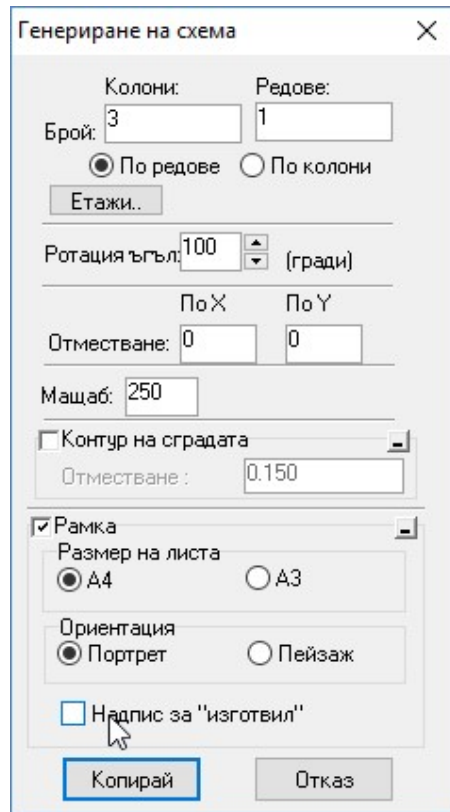 Генериране на схема
Колони: Редове:
Брой: 3 1
По редове По колони
Етажи..
Ротация ъгъл: 100 (гради)
По X По Y
Отместване: 0 0
Мащаб: 250
Контур на сградата
Отместване : 0.150
Рамка
Размер на листа
A4 A3
Ориентация
Портрет Пейзаж
Надпис за "изготвил"
Копирай Отказ